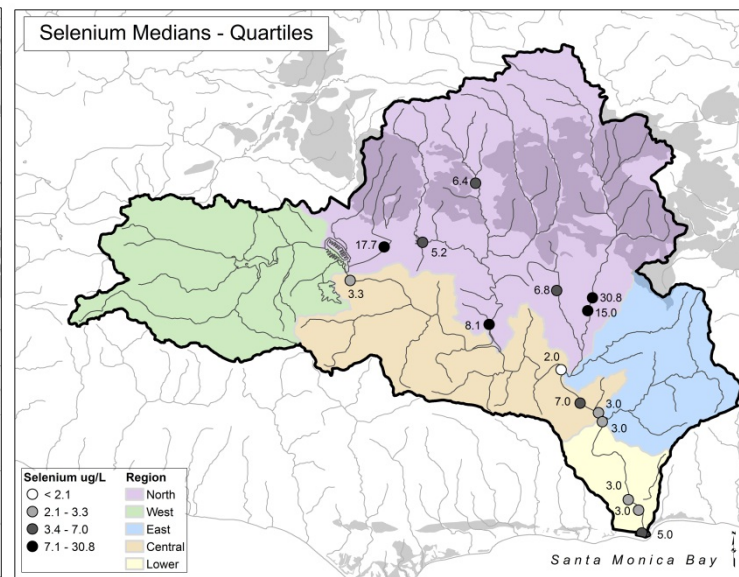 Selenium Medians - Quartiles
6.4
17.7
5.2
3.3
6.8
30.8
15.0
8.1
2.0
7.0
3.0
3.0
3.0
3.0
5.0
Selenium ug/L
< 2.1
2.1 - 3.3
3.4 - 7.0
7.1 - 30.8
Region
North
West
East
Central
Lower
Santa Monica Bay